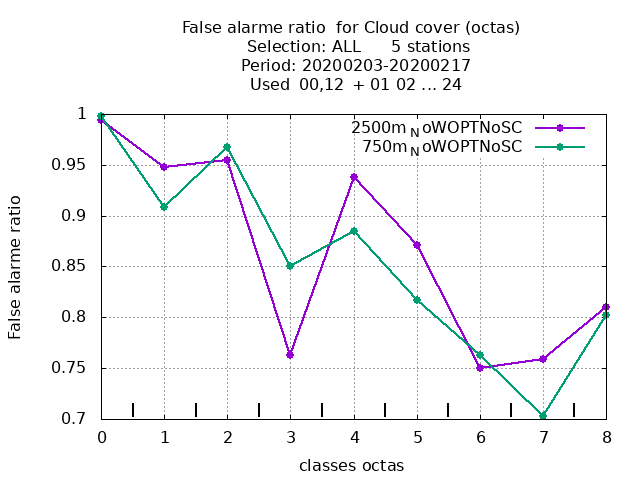 False alarme ratio  for Cloud cover (octas)
Selection: ALL      5 stations
Period: 20200203-20200217
Used  00,12  + 01 02 ... 24
2500m_NoWOPTNoSC
750m_NoWOPTNoSC
1
0.95
0.9
0.85
0.8
0.75
0.7
False alarme ratio
0 1 2 3 4 5 6 7 8
classes octas